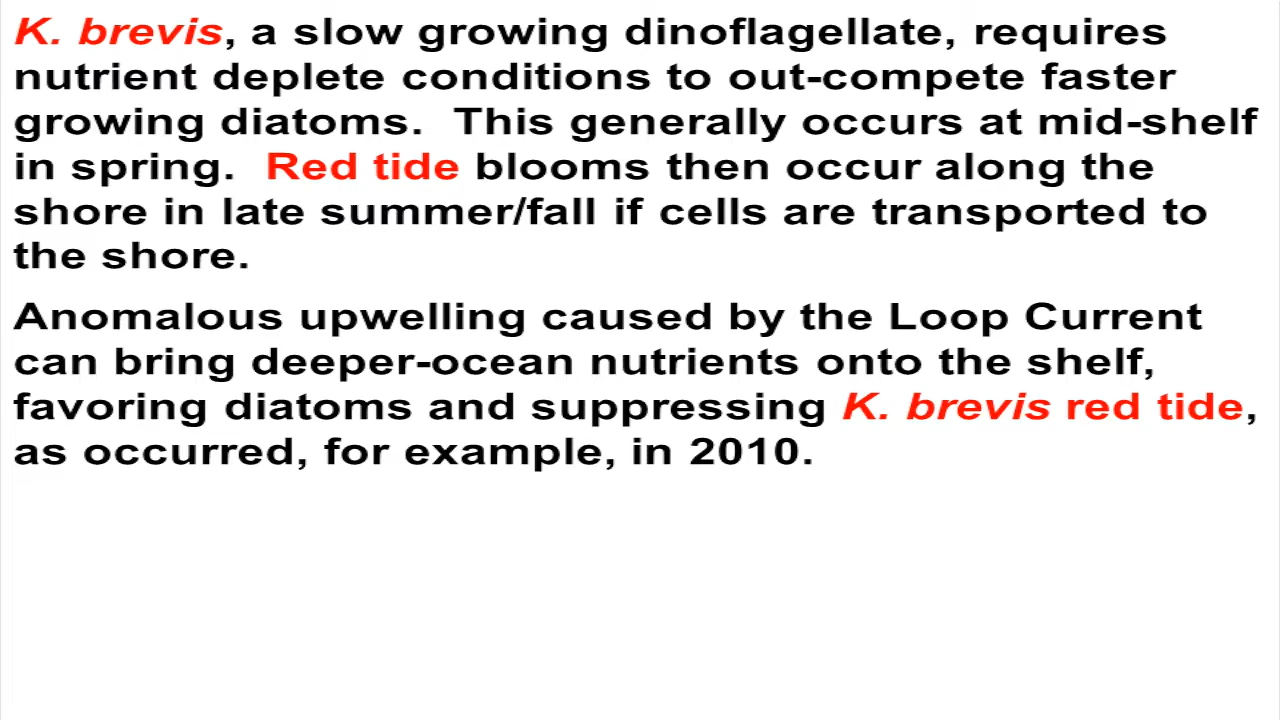 K. brevis, a slow growing dinoflagellate, requires
nutrient deplete conditions to out-compete faster
growing diatoms.  This generally occurs at mid-shelf
in spring.  Red tide blooms then occur along the
shore in late summer/fall if cells are transported to
the shore.
Anomalous upwelling caused by the Loop Current
can bring deeper-ocean nutrients onto the shelf,
favoring diatoms and suppressing K. brevis red tide,
as occurred, for example, in 2010.